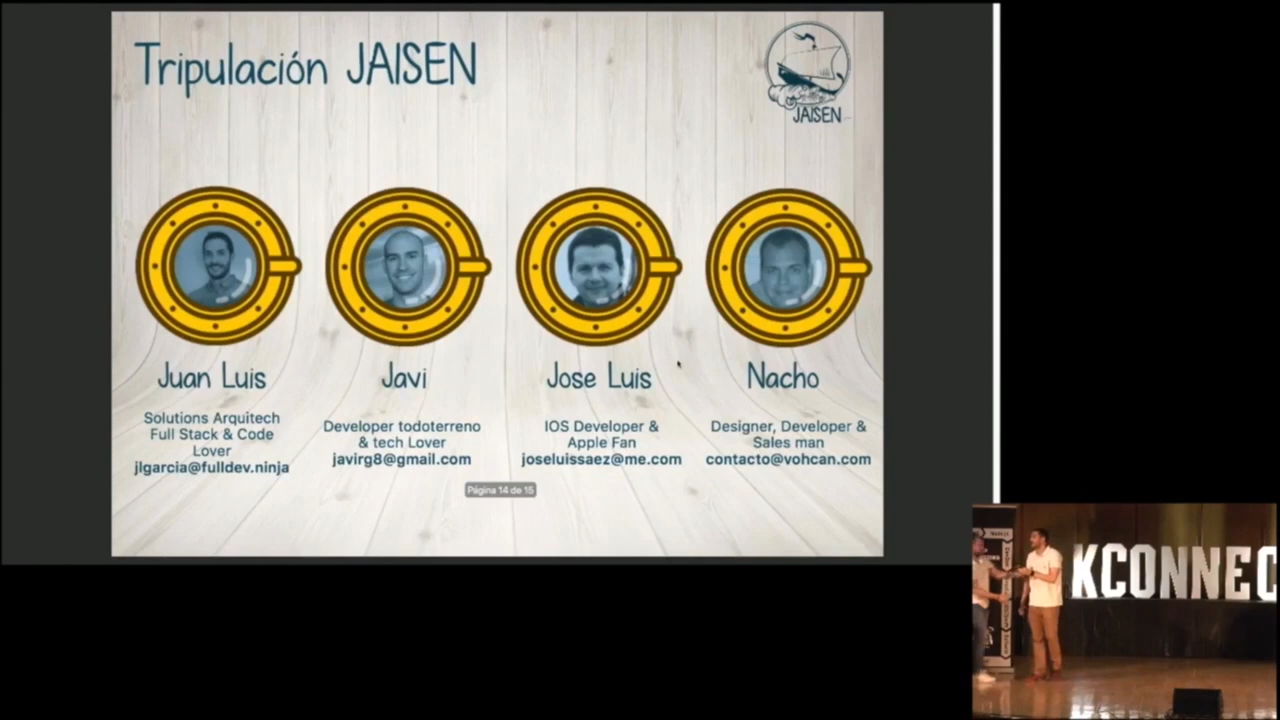 Tripulación JAISEN
JAISEN
Juan Luis
Solutions Arquitech
Full Stack & Code
Lover
jlgarcia@fulldev.ninja
Javi
Developer todoterreno
& tech Lover
javirg8@gmail.com
Jose Luis
IOS Developer &
Apple Fan
joseluissaez@me.com
Nacho
Designer, Developer &
Sales man
contacto@vohcan.com
Página 14 de 15
KCONNEC